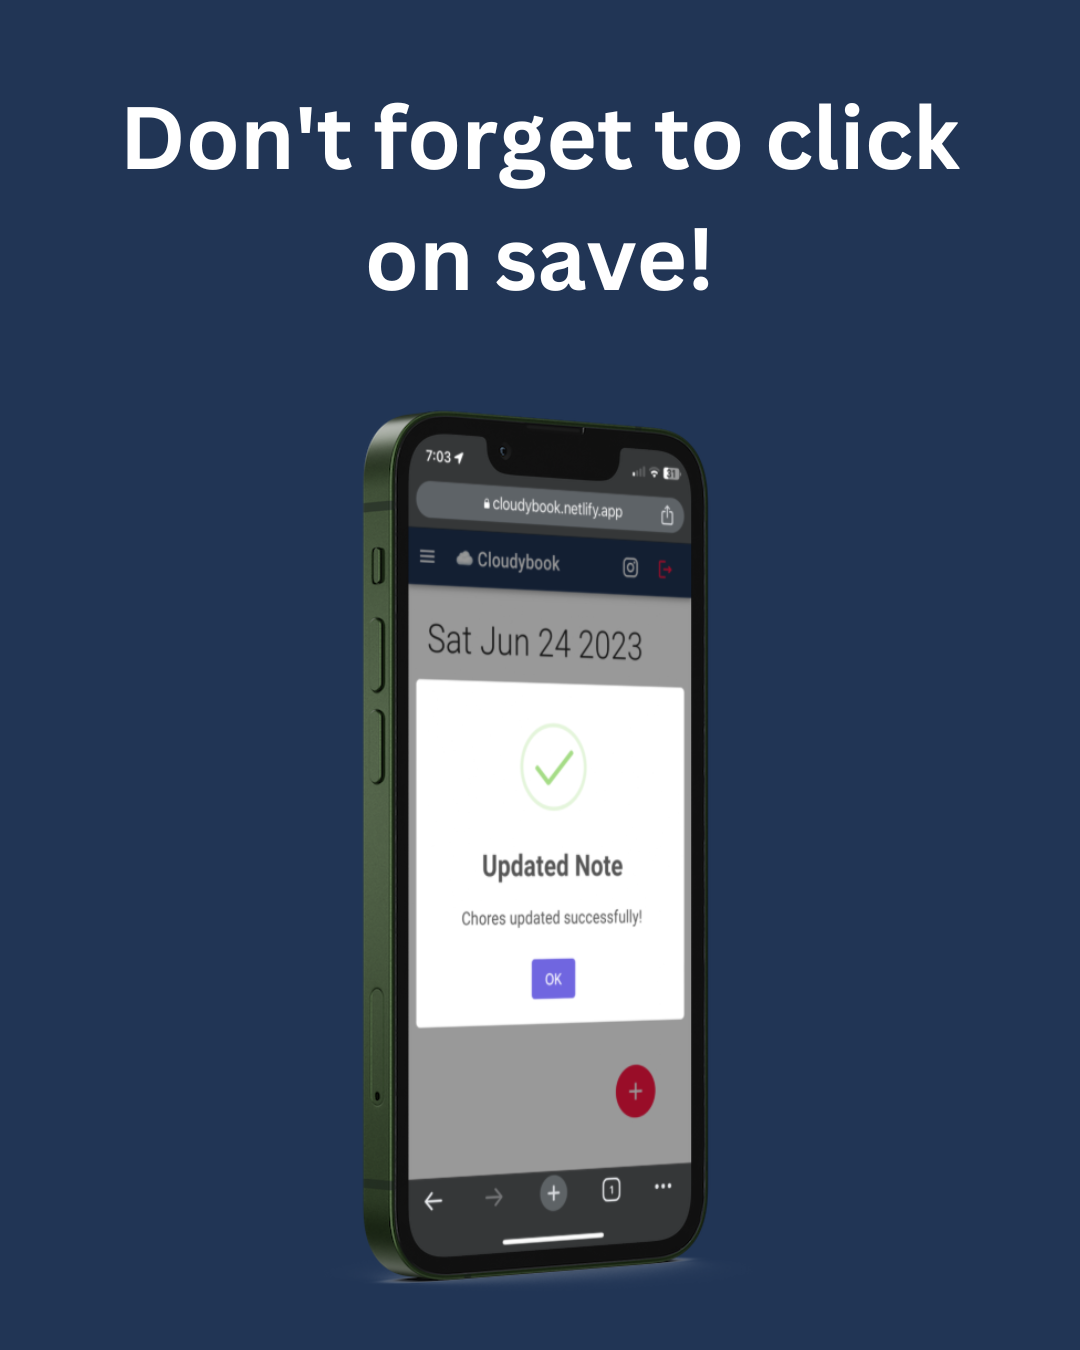 Don't forget to click
on save!
7:03
31
cloudybook.netlify.app
Cloudybook
Sat Jun 24 2023
Updated Note
Chores updated successfully!
OK
1